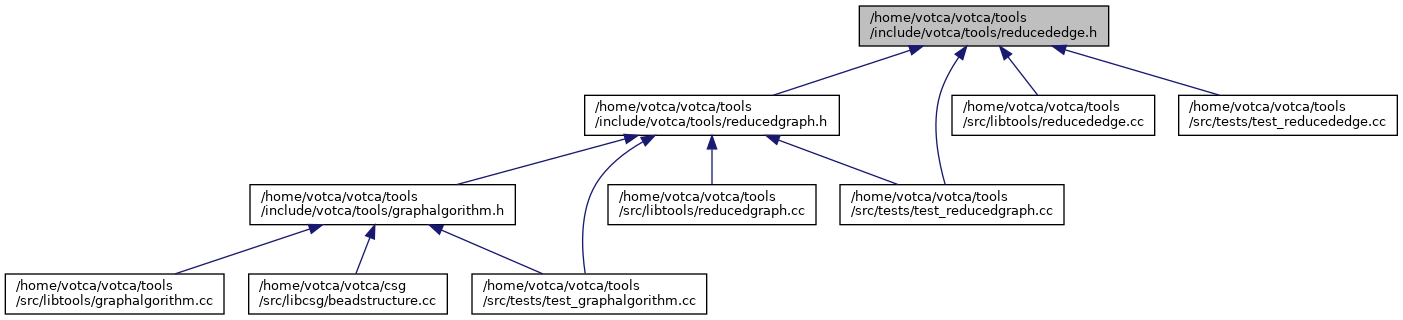 /home/votca/votca/tools
/include/votca/tools/reducededge.h
/home/votca/votca/tools
/include/votca/tools/reducedgraph.h
/home/votca/votca/tools
/src/libtools/reducededge.cc
/home/votca/votca/tools
/src/tests/test_reducededge.cc
/home/votca/votca/tools
/include/votca/tools/graphalgorithm.h
/home/votca/votca/tools
/src/libtools/reducedgraph.cc
/home/votca/votca/tools
/src/tests/test_reducedgraph.cc
/home/votca/votca/tools
/src/libtools/graphalgorithm.cc
/home/votca/votca/csg
/src/libcsg/beadstructure.cc
/home/votca/votca/tools
/src/tests/test_graphalgorithm.cc